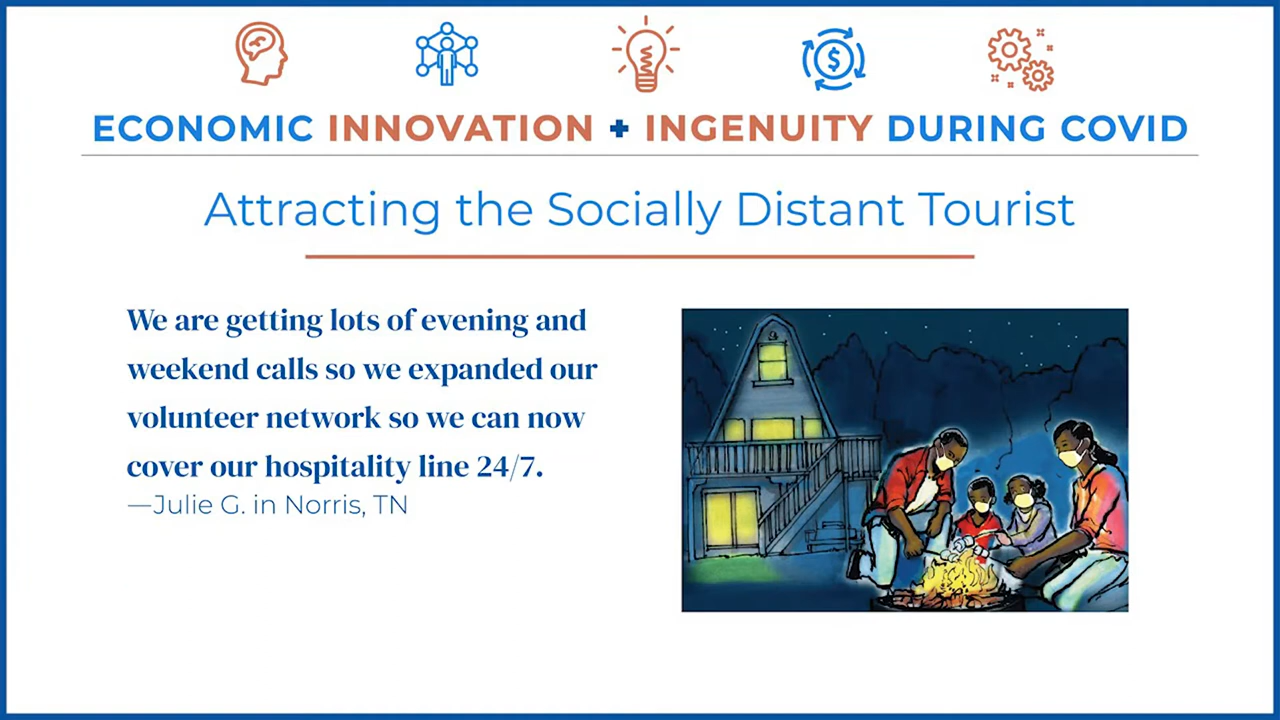 ECONOMIC INNOVATION + INGENUITY DURING COVID
Attracting the Socially Distant Tourist
We are getting lots of evening and
weekend calls so we expanded our
volunteer network so we can now
cover our hospitality line 24/7.
—Julie G. in Norris, TN